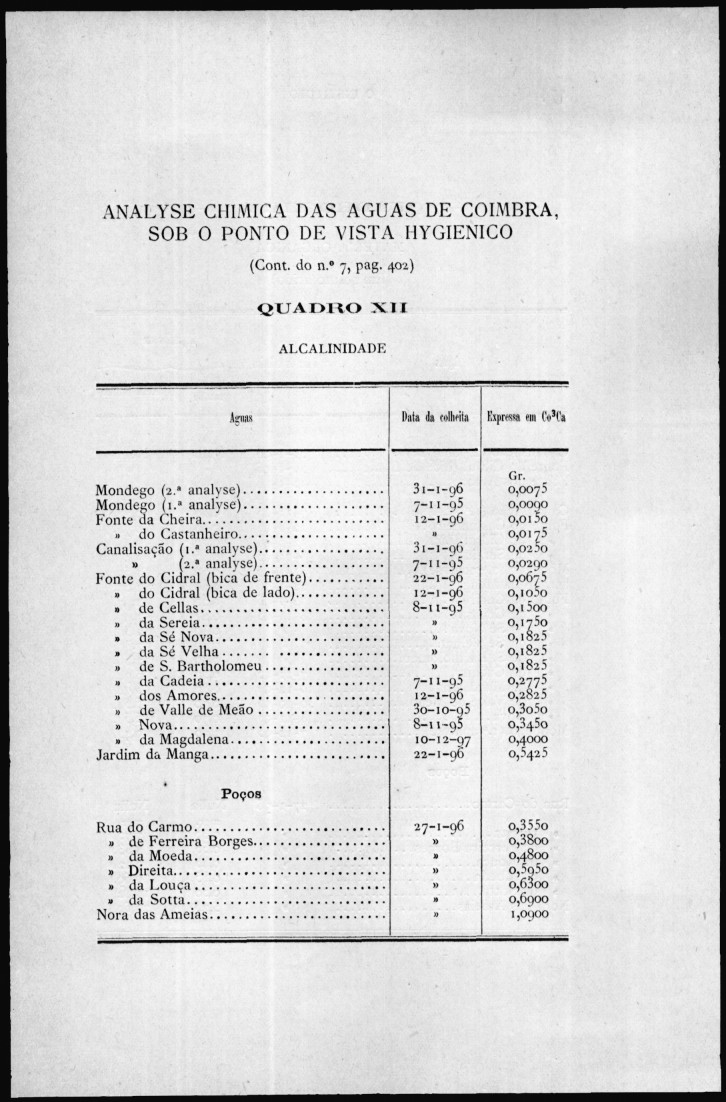 ANALYSE CHIMICA DAS AGUAS DE COIMBRA,
SOB O PONTO DE VISTA HYGIENICO
(Cont. do n.º 7, pag. 402)
QUADRO XII
ALCALINIDADE
Aguas Data da colheita Expressa em Co³Ca
Gr.
Mondego (2.ª analyse).................... 31-1-96 0,0075
Mondego (1.ª analyse).................... 7-11-95 0,0090
Fonte da Cheira......................... 12-1-96 0,0150
» do Castanheiro.................... » 0,0175
Canalisação (1.ª analyse)................. 31-1-96 0,0250
» (2.ª analyse).................. 7-11-95 0,0290
Fonte do Cidral (bica de frente)........... 22-1-96 0,0675
» do Cidral (bica de lado)............ 12-1-96 0,1050
» de Cellas......................... 8-11-95 0,1500
» da Sereia........................ » 0,1750
» da Sé Nova...................... » 0,1825
» da Sé Velha...................... » 0,1825
» de S. Bartholomeu................ » 0,1825
» da Cadeia........................ 7-11-95 0,2775
» dos Amores....................... 12-1-96 0,2825
» de Valle de Meão................. 30-10-95 0,3050
» Nova............................. 8-11-95 0,3450
» da Magdalena..................... 10-12-97 0,4000
Jardim da Manga........................ 22-1-96 0,5425
Poços
Rua do Carmo.......................... 27-1-96 0,3550
» de Ferreira Borges.................. » 0,3800
» da Moeda.......................... » 0,4800
» Direita............................. » 0,5950
» da Louça.......................... » 0,6300
» da Sotta........................... » 0,6900
Nora das Ameias........................ » 1,0900